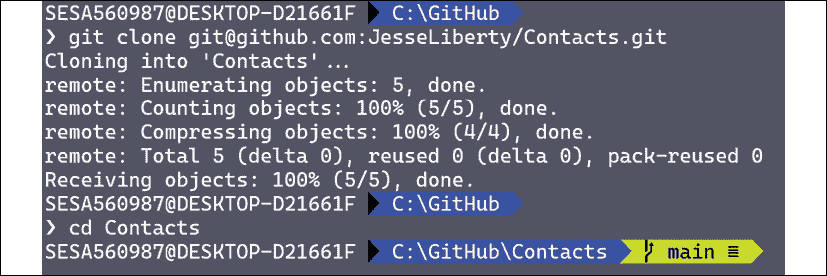 SESA560987@DESKTOP-D21661F C:\GitHub
❯ git clone git@github.com:JesseLiberty/Contacts.git
Cloning into 'Contacts'...
remote: Enumerating objects: 5, done.
remote: Counting objects: 100% (5/5), done.
remote: Compressing objects: 100% (4/4), done.
remote: Total 5 (delta 0), reused 0 (delta 0), pack-reused 0
Receiving objects: 100% (5/5), done.
SESA560987@DESKTOP-D21661F C:\GitHub
❯ cd Contacts
SESA560987@DESKTOP-D21661F C:\GitHub\Contacts main ≡